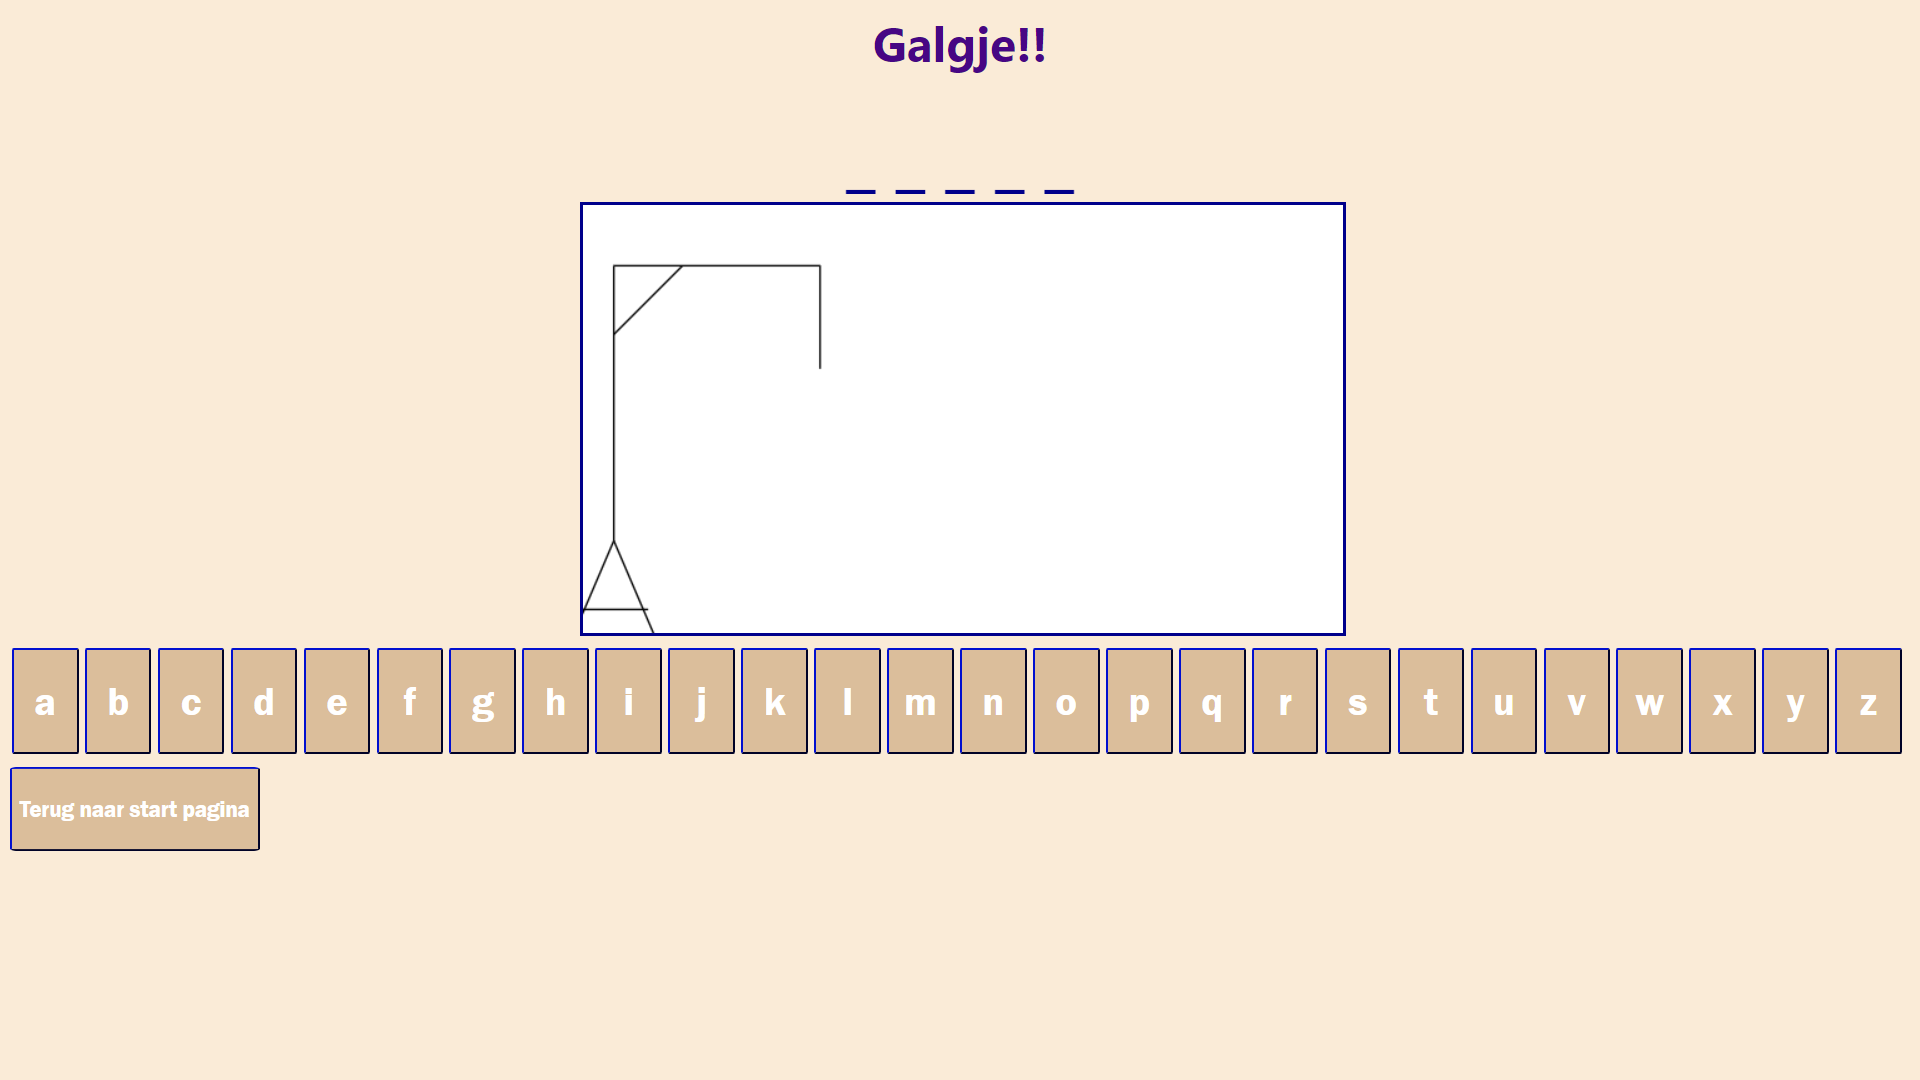 Galgje!!
_ _ _ _ _
a b c d e f g h i j k l m n o p q r s t u v w x y z
Terug naar start pagina